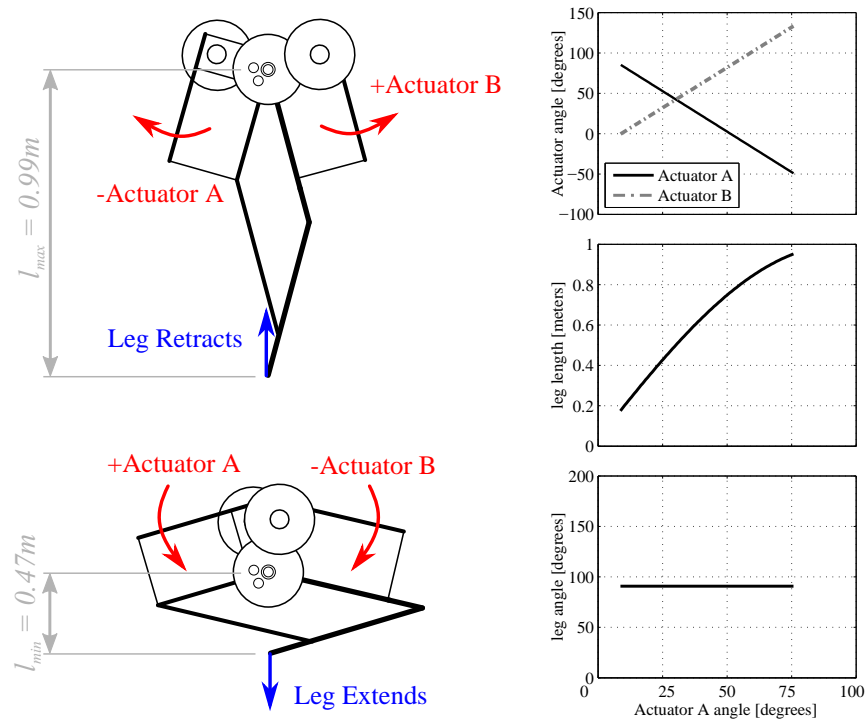 +Actuator B
-Actuator A
l_max = 0.99m
Leg Retracts
+Actuator A
-Actuator B
l_min = 0.47m
Leg Extends
150
100
50
0
−50
−100
Actuator angle [degrees]
Actuator A
Actuator B
1
0.8
0.6
0.4
0.2
0
leg length [meters]
200
150
100
50
0
leg angle [degrees]
0 25 50 75 100
Actuator A angle [degrees]